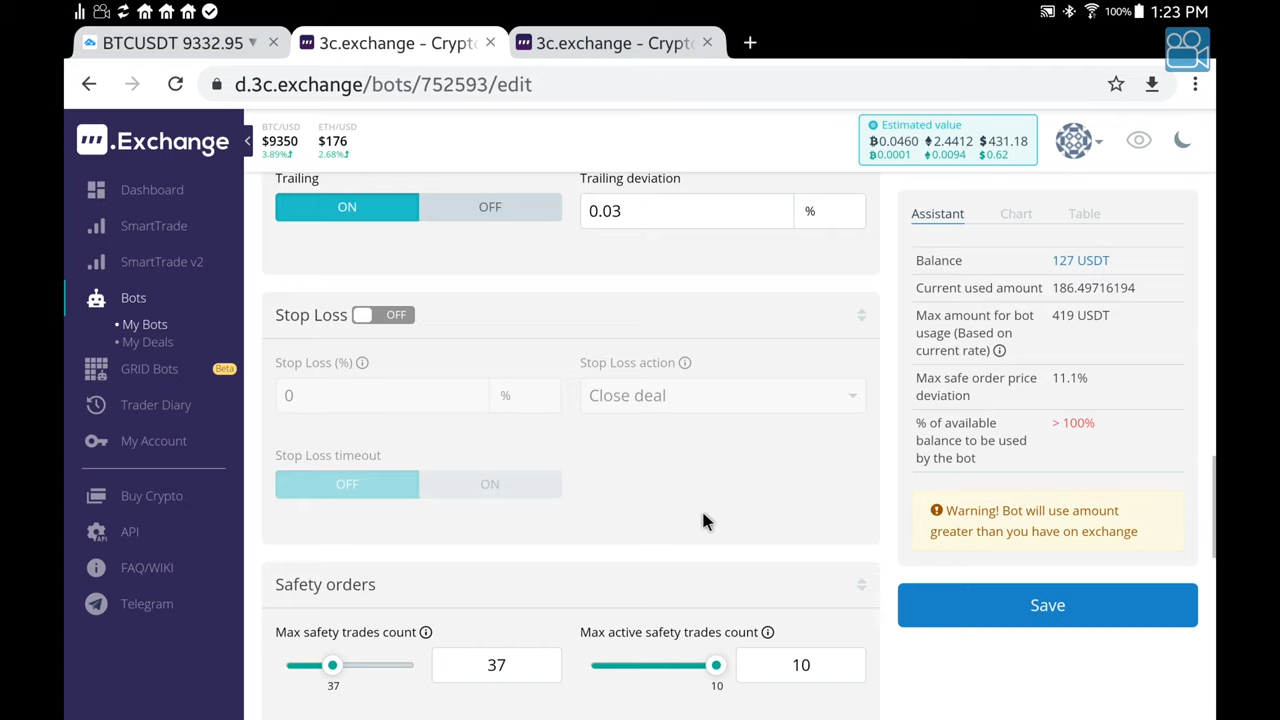 100% 1:23 PM
BTCUSDT 9332.95
3c.exchange - Crypto
3c.exchange - Crypto
d.3c.exchange/bots/752593/edit
.Exchange
BTC/USD
$9350
3.89%
ETH/USD
$176
2.68%
Estimated value
0.0460 2.4412 $431.18
0.0001 0.0094 $0.62
Dashboard
SmartTrade
SmartTrade v2
Bots
• My Bots
• My Deals
GRID Bots Beta
Trader Diary
My Account
Buy Crypto
API
FAQ/WIKI
Telegram
Trailing
ON OFF
Trailing deviation
0.03 %
Stop Loss OFF
Stop Loss (%)
0 %
Stop Loss action
Close deal
Stop Loss timeout
OFF ON
Safety orders
Max safety trades count
37
37
Max active safety trades count
10
10
Assistant Chart Table
Balance 127 USDT
Current used amount 186.49716194
Max amount for bot 419 USDT
usage (Based on
current rate)
Max safe order price 11.1%
deviation
% of available > 100%
balance to be used
by the bot
Warning! Bot will use amount
greater than you have on exchange
Save